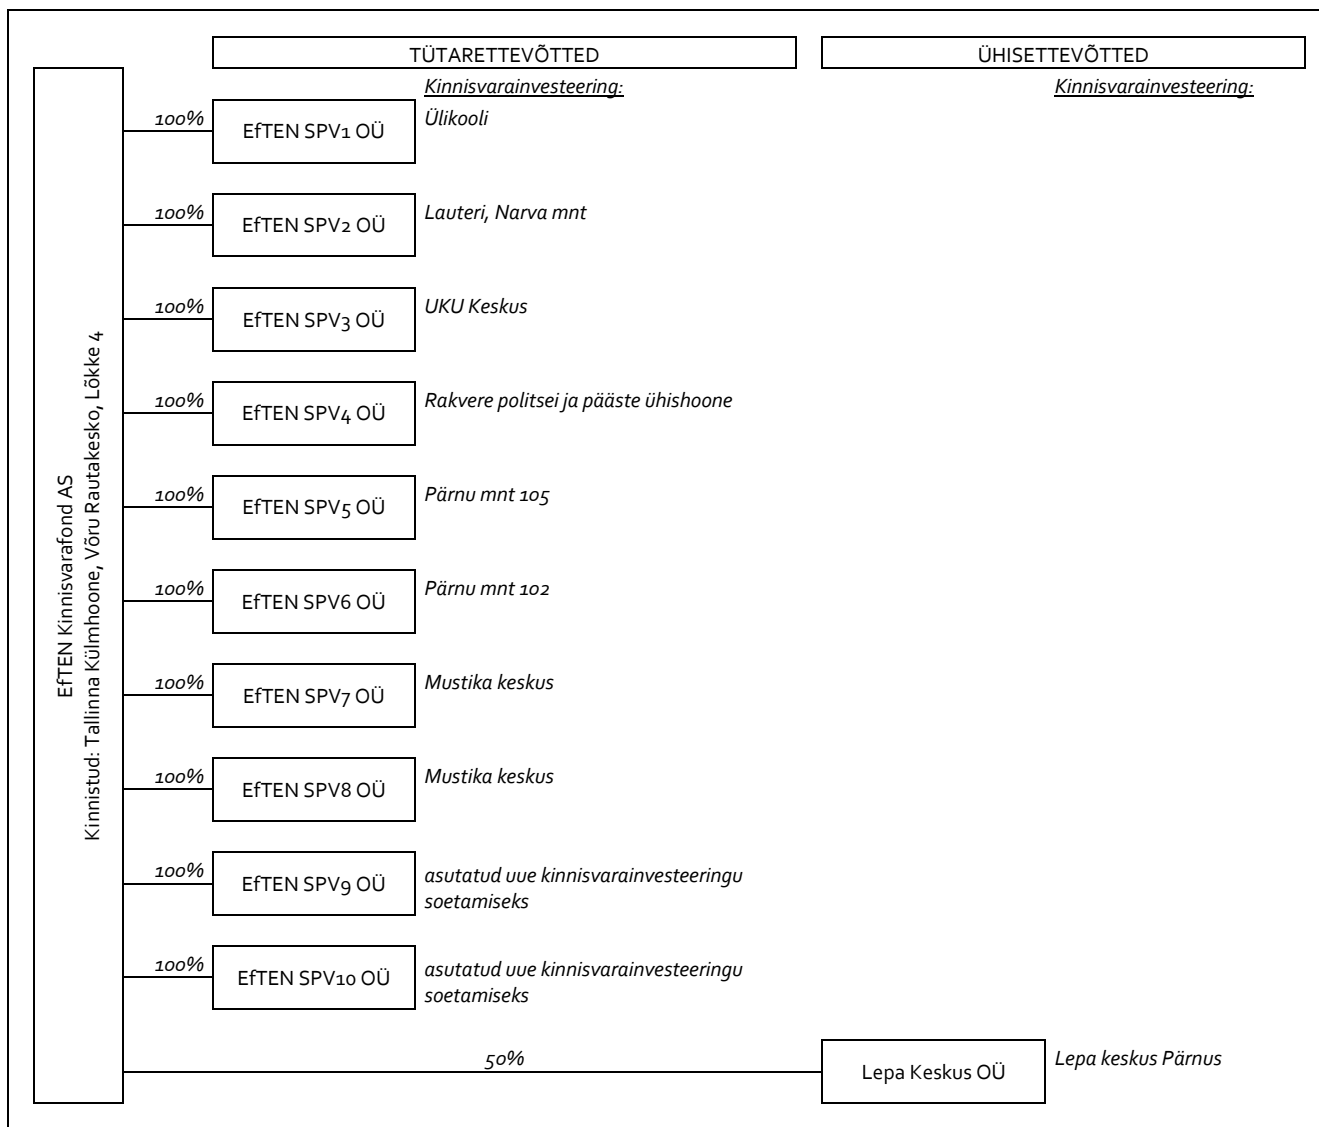 TÜTARETTEVÕTTED
ÜHISETTEVÕTTED
Kinnisvarainvesteering:
Kinnisvarainvesteering:
EfTEN Kinnisvarafond AS
Kinnistud: Tallinna Külmhoone, Võru Rautakesko, Lõkke 4
100%
EfTEN SPV1 OÜ
Ülikooli
100%
EfTEN SPV2 OÜ
Lauteri, Narva mnt
100%
EfTEN SPV3 OÜ
UKU Keskus
100%
EfTEN SPV4 OÜ
Rakvere politsei ja pääste ühishoone
100%
EfTEN SPV5 OÜ
Pärnu mnt 105
100%
EfTEN SPV6 OÜ
Pärnu mnt 102
100%
EfTEN SPV7 OÜ
Mustika keskus
100%
EfTEN SPV8 OÜ
Mustika keskus
100%
EfTEN SPV9 OÜ
asutatud uue kinnisvarainvesteeringu
soetamiseks
100%
EfTEN SPV10 OÜ
asutatud uue kinnisvarainvesteeringu
soetamiseks
50%
Lepa Keskus OÜ
Lepa keskus Pärnus